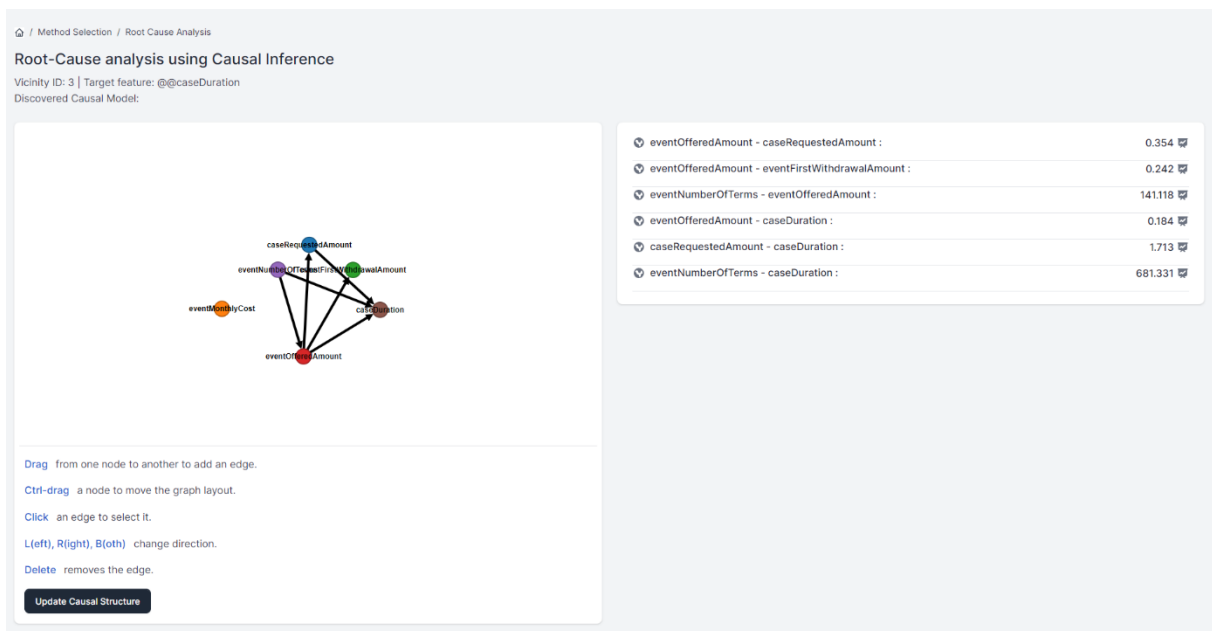 / Method Selection / Root Cause Analysis
Root-Cause analysis using Causal Inference
Vicinity ID: 3 | Target feature: @@caseDuration
Discovered Causal Model:
caseRequestedAmount
eventNumberOfTerms
eventFirstWithdrawalAmount
eventMonthlyCost
caseDuration
eventOfferedAmount
Drag from one node to another to add an edge.
Ctrl-drag a node to move the graph layout.
Click an edge to select it.
L(eft), R(ight), B(oth) change direction.
Delete removes the edge.
Update Causal Structure
eventOfferedAmount - caseRequestedAmount : 0.354
eventOfferedAmount - eventFirstWithdrawalAmount : 0.242
eventNumberOfTerms - eventOfferedAmount : 141.118
eventOfferedAmount - caseDuration : 0.184
caseRequestedAmount - caseDuration : 1.713
eventNumberOfTerms - caseDuration : 681.331